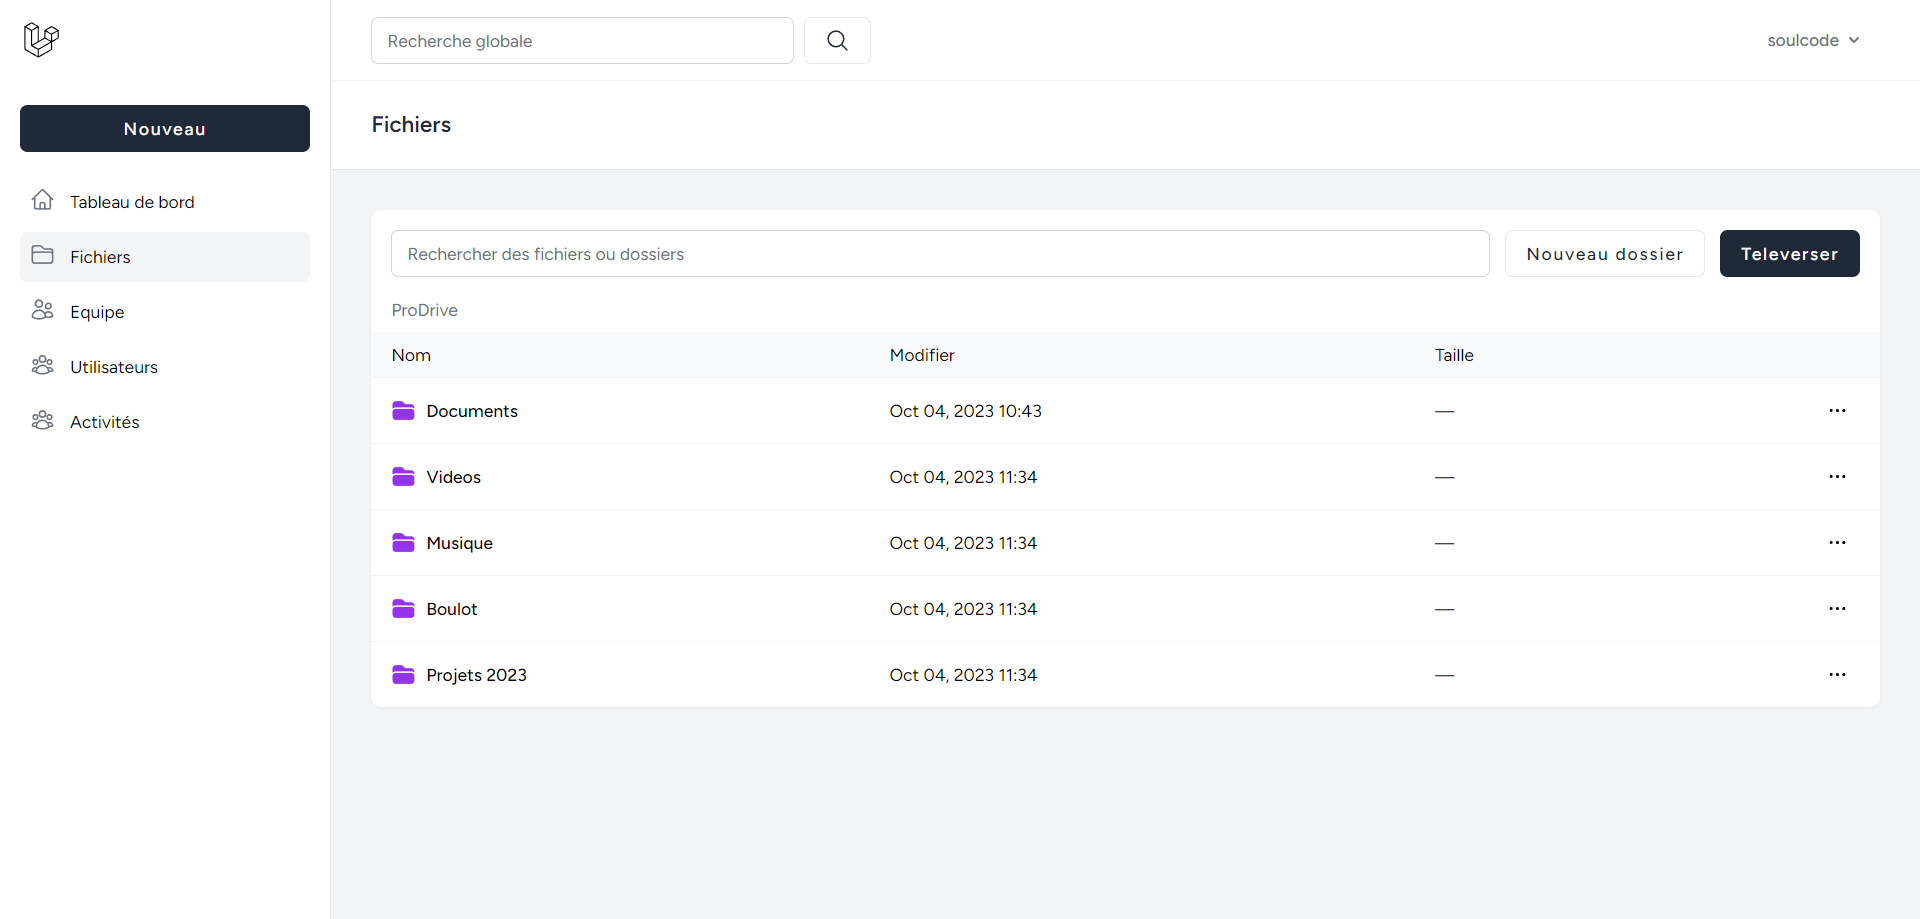 Recherche globale
soulcode
Nouveau
Fichiers
Tableau de bord
Fichiers
Equipe
Utilisateurs
Activités
Rechercher des fichiers ou dossiers
Nouveau dossier
Televerser
ProDrive
Nom Modifier Taille
Documents Oct 04, 2023 10:43 —
Videos Oct 04, 2023 11:34 —
Musique Oct 04, 2023 11:34 —
Boulot Oct 04, 2023 11:34 —
Projets 2023 Oct 04, 2023 11:34 —